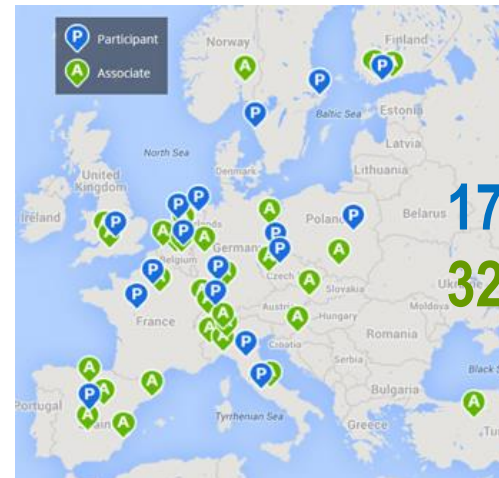 P Participant
A Associate
Norway
Finland
Baltic Sea
Estonia
Latvia
North Sea
Denmark
Lithuania
United
Kingdom
Ireland
Poland
Belarus
17
Germany
Belgium
Czech
32
Slovakia
Moldova
Austria
Hungary
France
Croatia
Romania
Serbia
Black S
Bulgaria
Portugal
Tyrrhenian Sea
Greece